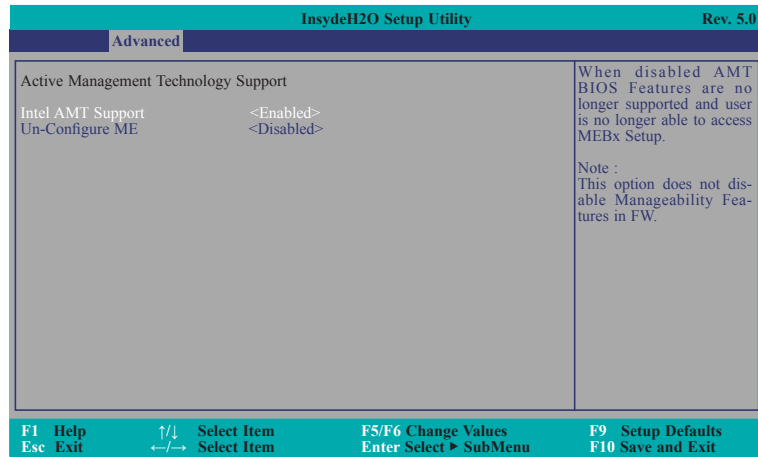 InsydeH2O Setup Utility Rev. 5.0
Advanced
Active Management Technology Support
Intel AMT Support <Enabled>
Un-Configure ME <Disabled>
When disabled AMT
BIOS Features are no
longer supported and user
is no longer able to access
MEBx Setup.
Note :
This option does not dis-
able Manageability Fea-
tures in FW.
F1 Help ↑/↓ Select Item F5/F6 Change Values F9 Setup Defaults
Esc Exit ←/→ Select Item Enter Select ► SubMenu F10 Save and Exit